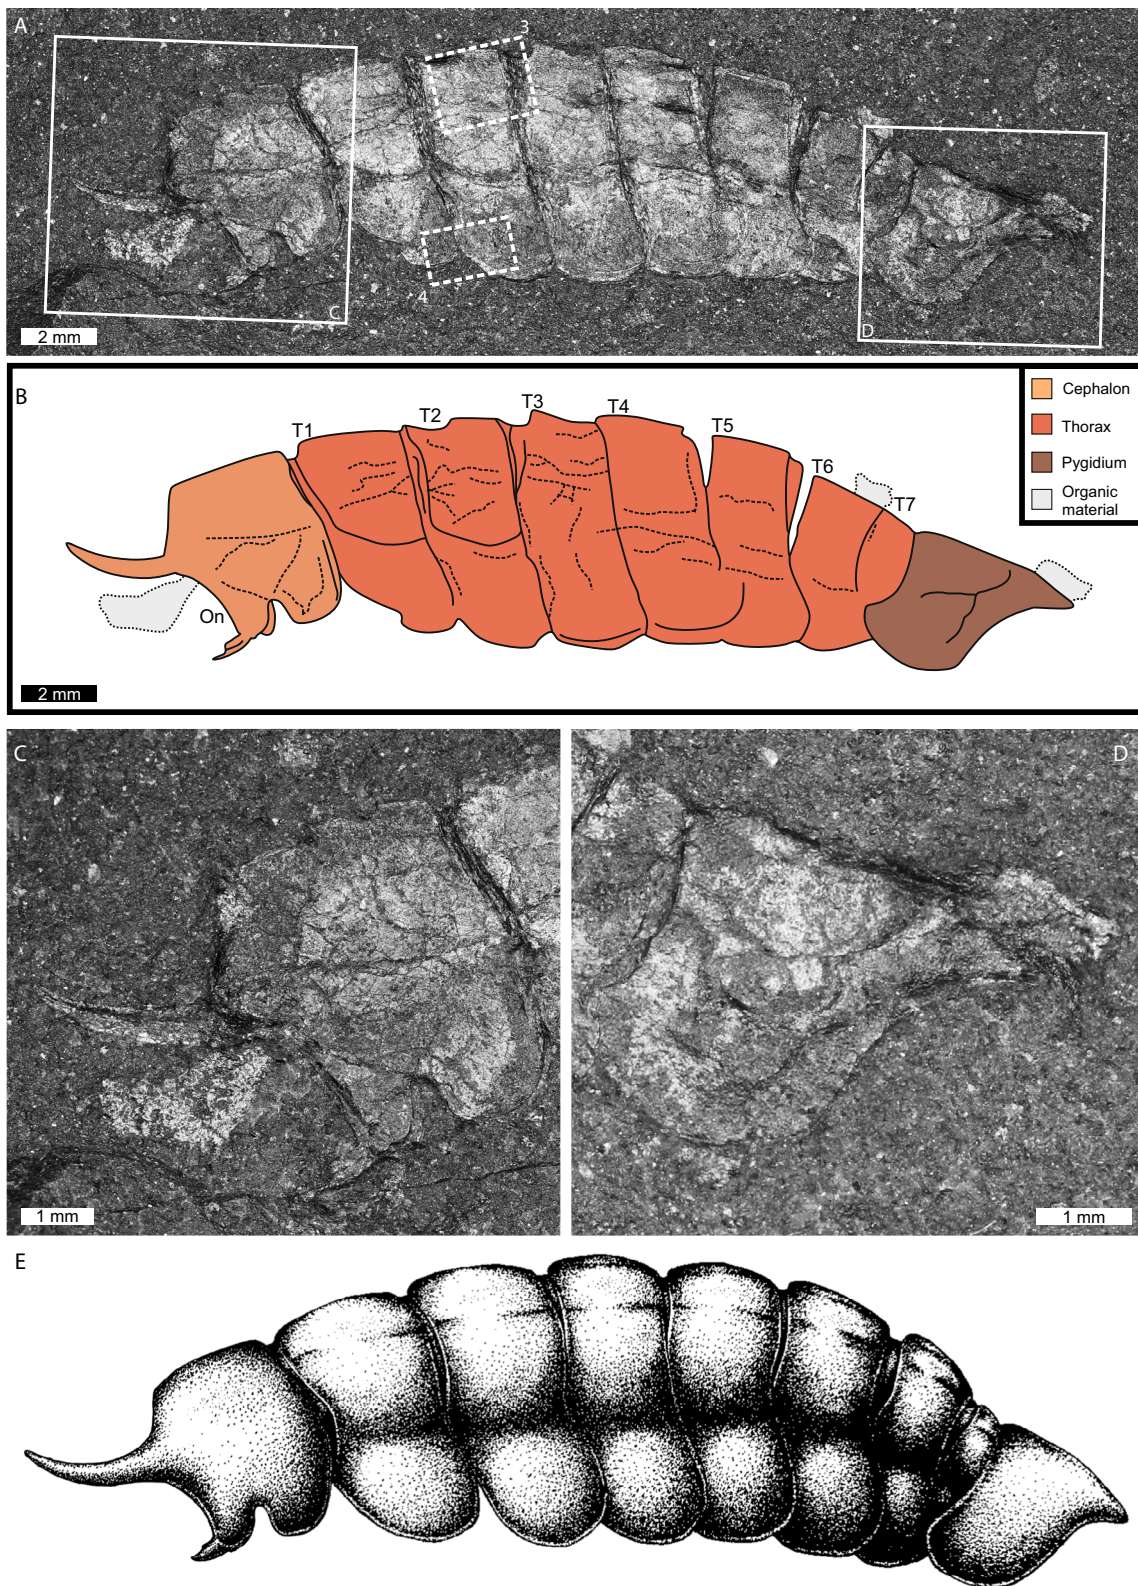 A
3
4
C
D
2 mm
B
T1
T2
T3
T4
T5
T6
T7
On
Cephalon
Thorax
Pygidium
Organic
material
2 mm
C
1 mm
D
1 mm
E